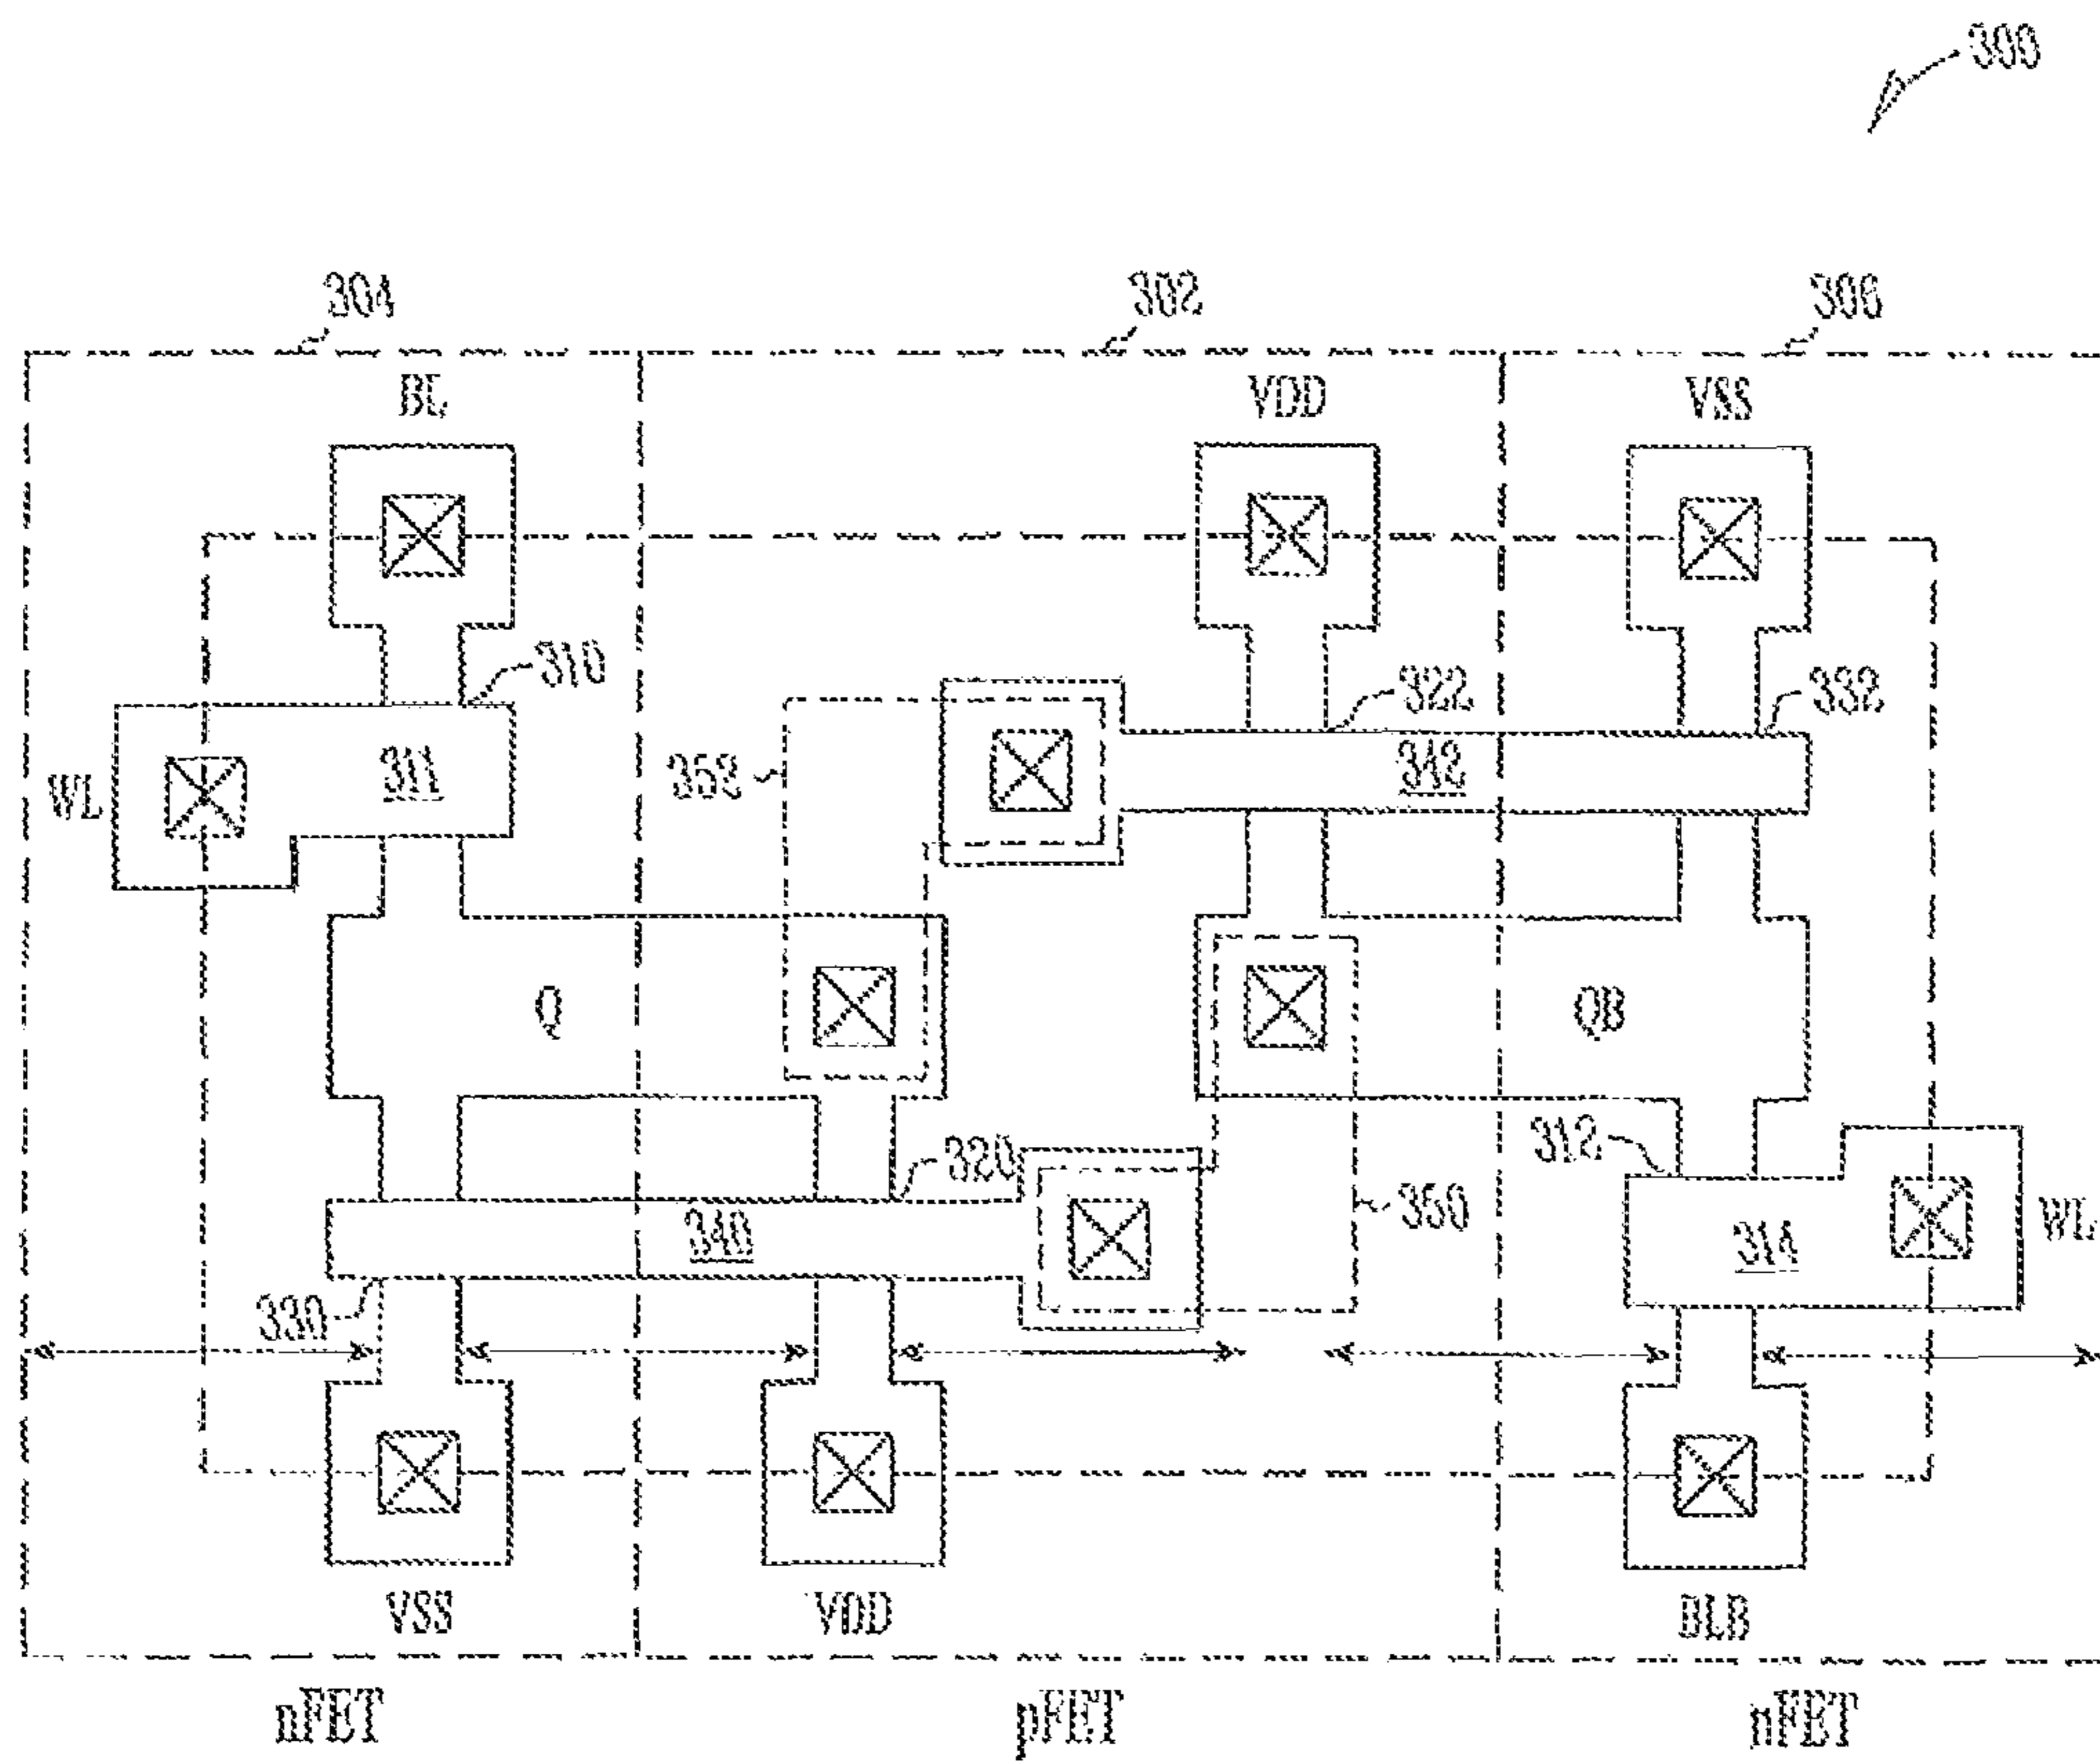 300
304 302 306
BL VDD VSS
310
322 332
352 311 342
WL
Q QB
312
320
340 350 314 WL
330
VSS VDD BLB
nFET pFET nFET